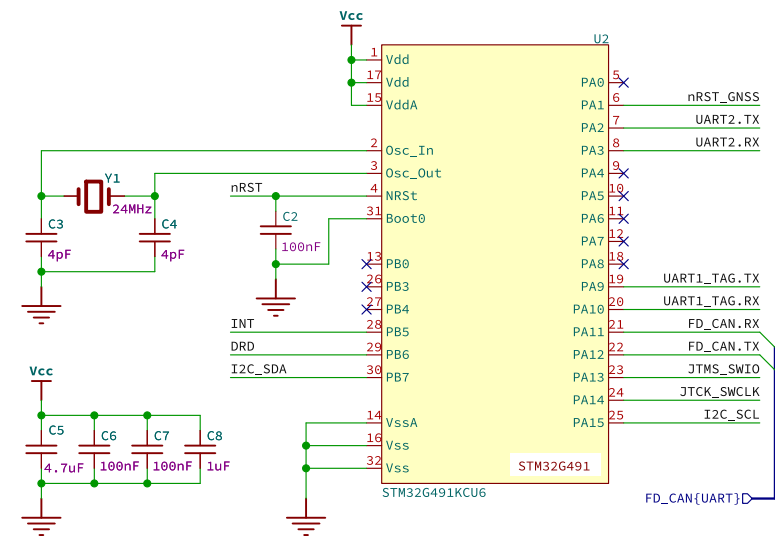 Vcc
U2
1 Vdd
17 Vdd
15 VddA
2 Osc_In
3 Osc_Out
4 NRSt
31 Boot0
13 PB0
26 PB3
27 PB4
28 PB5
29 PB6
30 PB7
14 VssA
16 Vss
32 Vss
PA0 5
PA1 6
PA2 7
PA3 8
PA4 9
PA5 10
PA6 11
PA7 12
PA8 18
PA9 19
PA10 20
PA11 21
PA12 22
PA13 23
PA14 24
PA15 25
STM32G491
STM32G491KCU6
nRST_GNSS
UART2.TX
UART2.RX
UART1_TAG.TX
UART1_TAG.RX
FD_CAN.RX
FD_CAN.TX
JTMS_SWIO
JTCK_SWCLK
I2C_SCL
FD_CAN{UART}
Y1
24MHz
C3
4pF
C4
4pF
nRST
C2
100nF
INT
DRD
I2C_SDA
Vcc
C5
4.7uF
C6
100nF
C7
100nF
C8
1uF